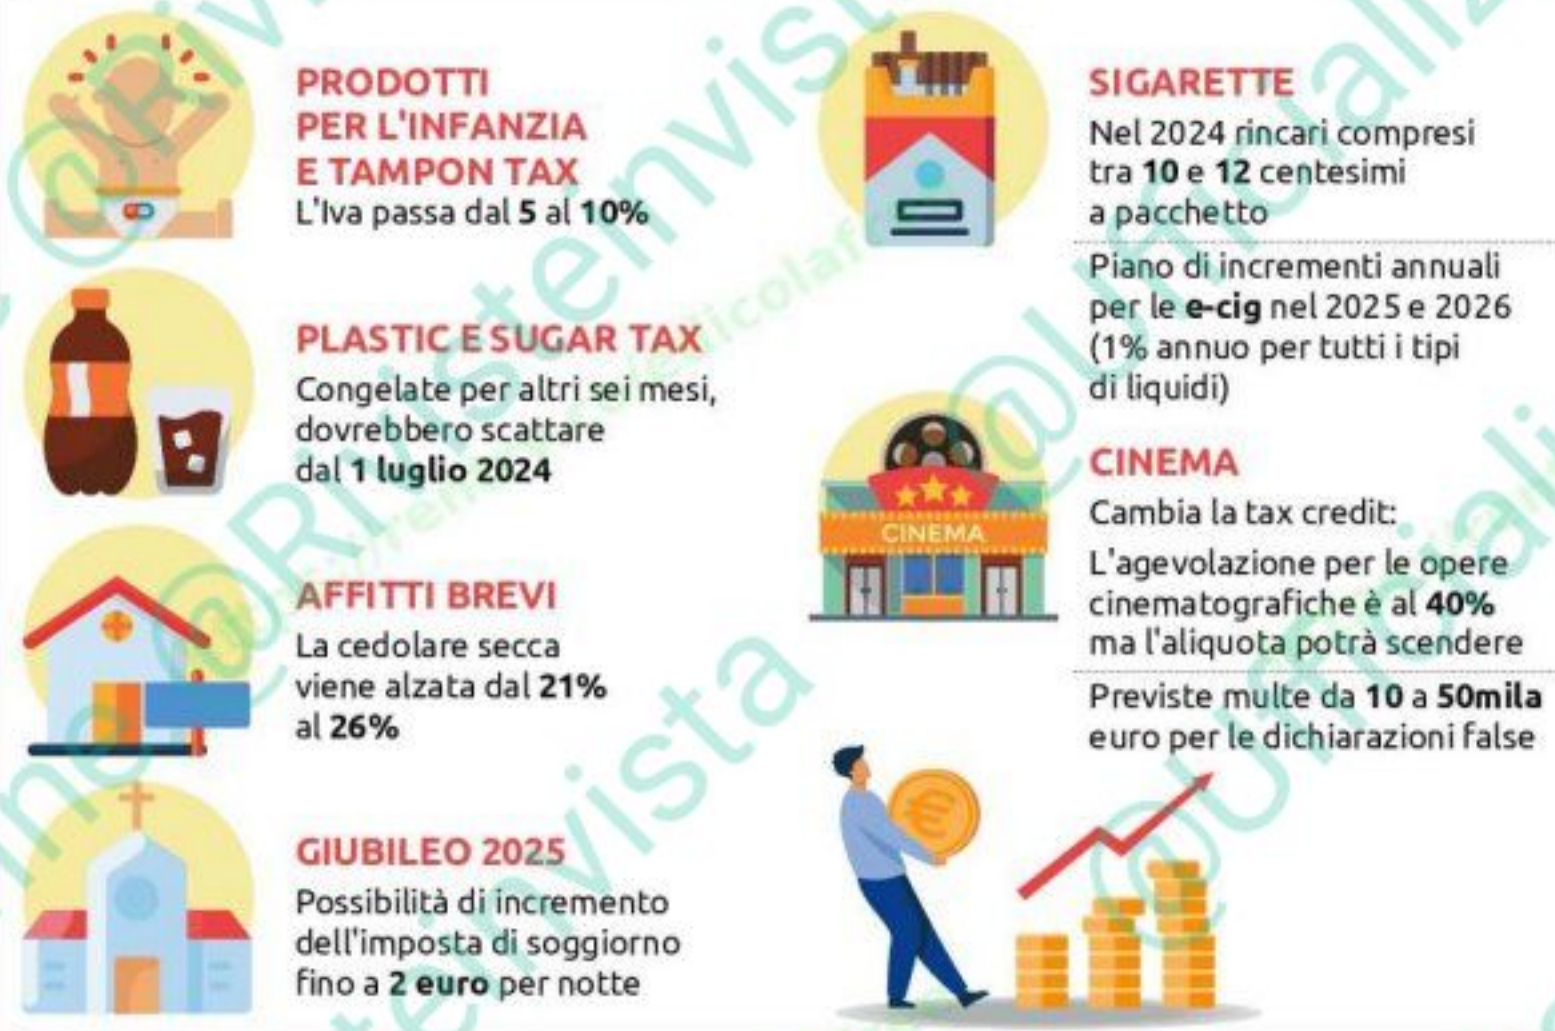 PRODOTTI
PER L'INFANZIA
E TAMPON TAX
L'Iva passa dal 5 al 10%
PLASTIC E SUGAR TAX
Congelate per altri sei mesi,
dovrebbero scattare
dal 1 luglio 2024
AFFITTI BREVI
La cedolare secca
viene alzata dal 21%
al 26%
GIUBILEO 2025
Possibilità di incremento
dell'imposta di soggiorno
fino a 2 euro per notte
SIGARETTE
Nel 2024 rincari compresi
tra 10 e 12 centesimi
a pacchetto
Piano di incrementi annuali
per le e-cig nel 2025 e 2026
(1% annuo per tutti i tipi
di liquidi)
CINEMA
CINEMA
Cambia la tax credit:
L'agevolazione per le opere
cinematografiche è al 40%
ma l'aliquota potrà scendere
Previste multe da 10 a 50mila
euro per le dichiarazioni false
@Rivistenvista